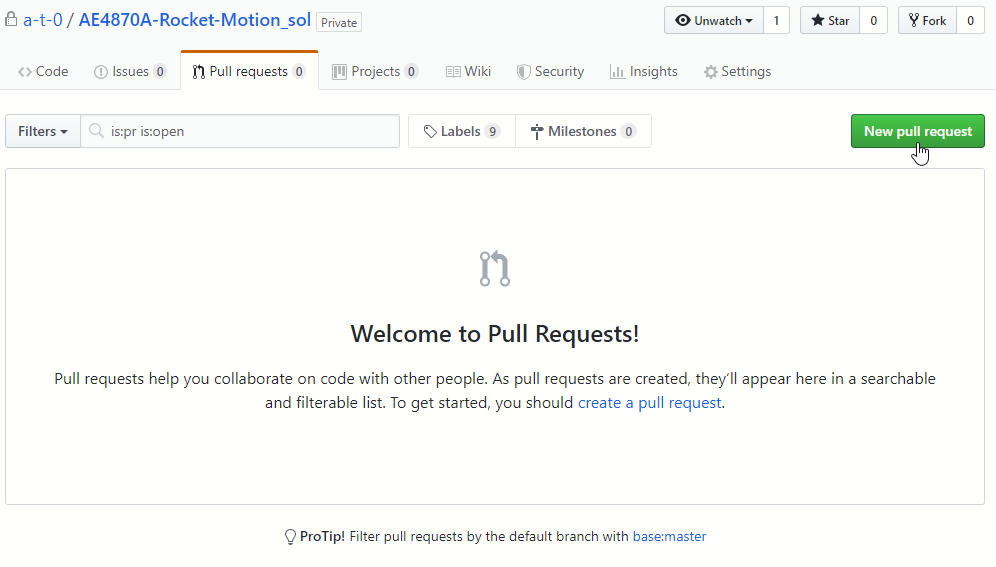 a-t-0 / AE4870A-Rocket-Motion_sol Private Unwatch 1 Star 0 Fork 0
Code Issues 0 Pull requests 0 Projects 0 Wiki Security Insights Settings
Filters is:pr is:open Labels 9 Milestones 0 New pull request
Welcome to Pull Requests!
Pull requests help you collaborate on code with other people. As pull requests are created, they’ll appear here in a searchable
and filterable list. To get started, you should create a pull request.
ProTip! Filter pull requests by the default branch with base:master